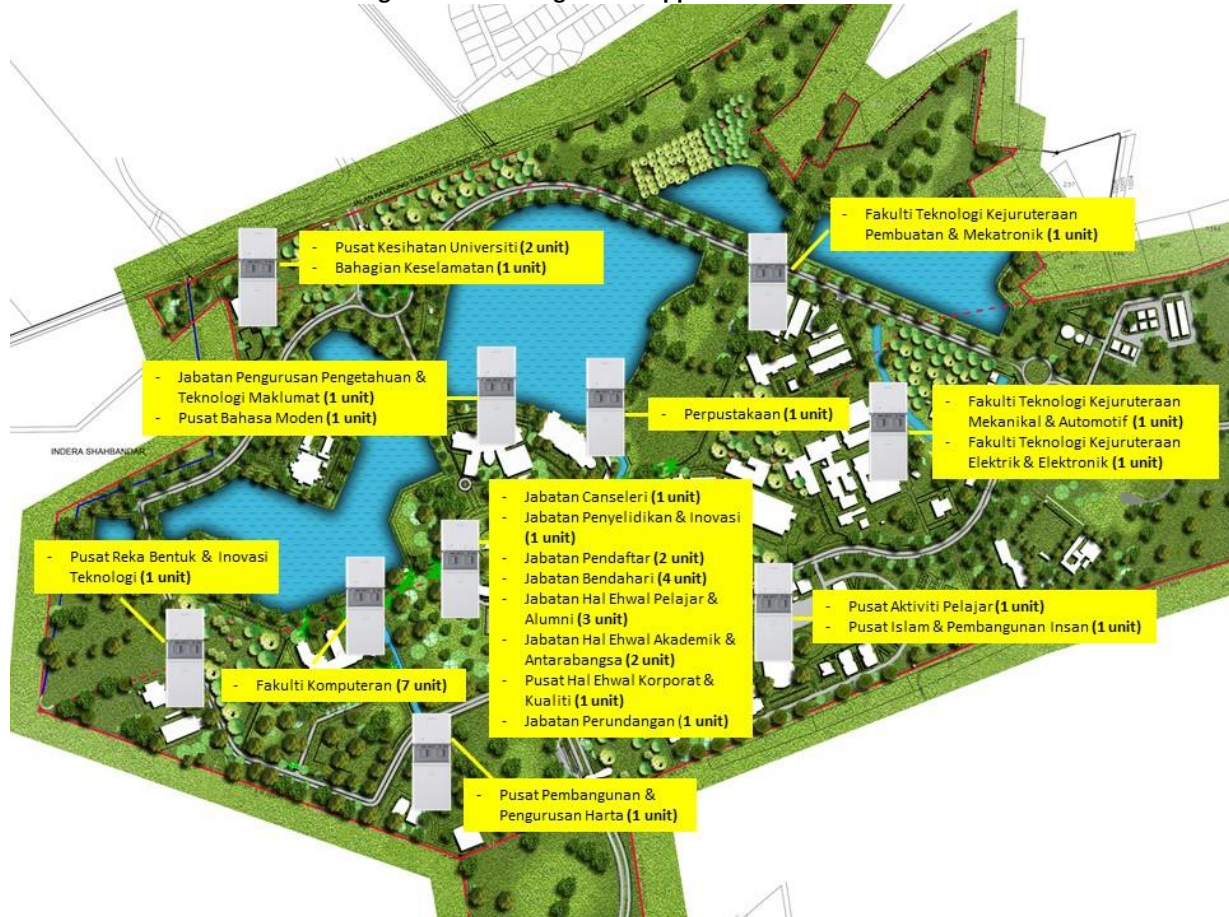 - Fakulti Teknologi Kejuruteraan
Pembuatan & Mekatronik (1 unit)
- Pusat Kesihatan Universiti (2 unit)
- Bahagian Keselamatan (1 unit)
- Jabatan Pengurusan Pengetahuan &
Teknologi Maklumat (1 unit)
- Pusat Bahasa Moden (1 unit)
- Perpustakaan (1 unit)
- Fakulti Teknologi Kejuruteraan
Mekanikal & Automotif (1 unit)
- Fakulti Teknologi Kejuruteraan
Elektrik & Elektronik (1 unit)
INDERA SHAHBANDAR
- Jabatan Canseleri (1 unit)
- Jabatan Penyelidikan & Inovasi
(1 unit)
- Jabatan Pendaftar (2 unit)
- Jabatan Bendahari (4 unit)
- Jabatan Hal Ehwal Pelajar &
Alumni (3 unit)
- Jabatan Hal Ehwal Akademik &
Antarabangsa (2 unit)
- Pusat Hal Ehwal Korporat &
Kualiti (1 unit)
- Jabatan Perundangan (1 unit)
- Pusat Reka Bentuk & Inovasi
Teknologi (1 unit)
- Pusat Aktiviti Pelajar (1 unit)
- Pusat Islam & Pembangunan Insan (1 unit)
- Fakulti Komputeran (7 unit)
- Pusat Pembangunan &
Pengurusan Harta (1 unit)